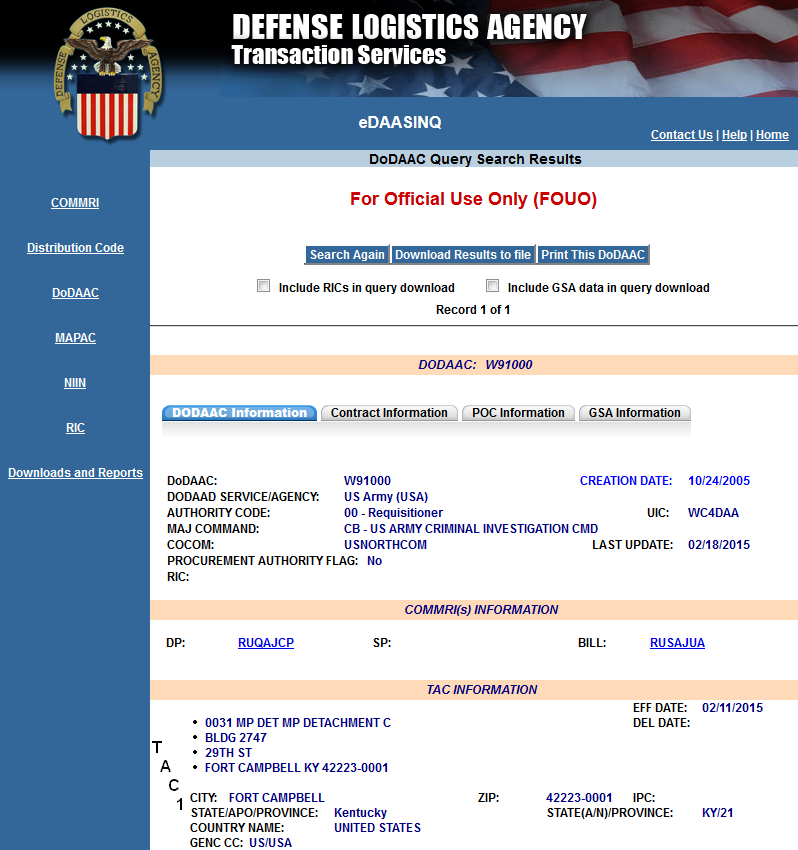 DEFENSE LOGISTICS AGENCY
DEFENSE LOGISTICS AGENCY
Transaction Services
eDAASINQ
Contact Us | Help | Home
DoDAAC Query Search Results
COMMRI
Distribution Code
DoDAAC
MAPAC
NIIN
RIC
Downloads and Reports
For Official Use Only (FOUO)
Search Again Download Results to file Print This DoDAAC
Include RICs in query download Include GSA data in query download
Record 1 of 1
DODAAC: W91000
DODAAC Information Contract Information POC Information GSA Information
DoDAAC: W91000 CREATION DATE: 10/24/2005
DODAAD SERVICE/AGENCY: US Army (USA)
AUTHORITY CODE: 00 - Requisitioner UIC: WC4DAA
MAJ COMMAND: CB - US ARMY CRIMINAL INVESTIGATION CMD
COCOM: USNORTHCOM LAST UPDATE: 02/18/2015
PROCUREMENT AUTHORITY FLAG: No
RIC:
COMMRI(s) INFORMATION
DP: RUQAJCP SP: BILL: RUSAJUA
TAC INFORMATION
EFF DATE: 02/11/2015
• 0031 MP DET MP DETACHMENT C DEL DATE:
• BLDG 2747
• 29TH ST
• FORT CAMPBELL KY 42223-0001
TAC1
CITY: FORT CAMPBELL ZIP: 42223-0001 IPC:
STATE/APO/PROVINCE: Kentucky STATE(A/N)/PROVINCE: KY/21
COUNTRY NAME: UNITED STATES
GENC CC: US/USA